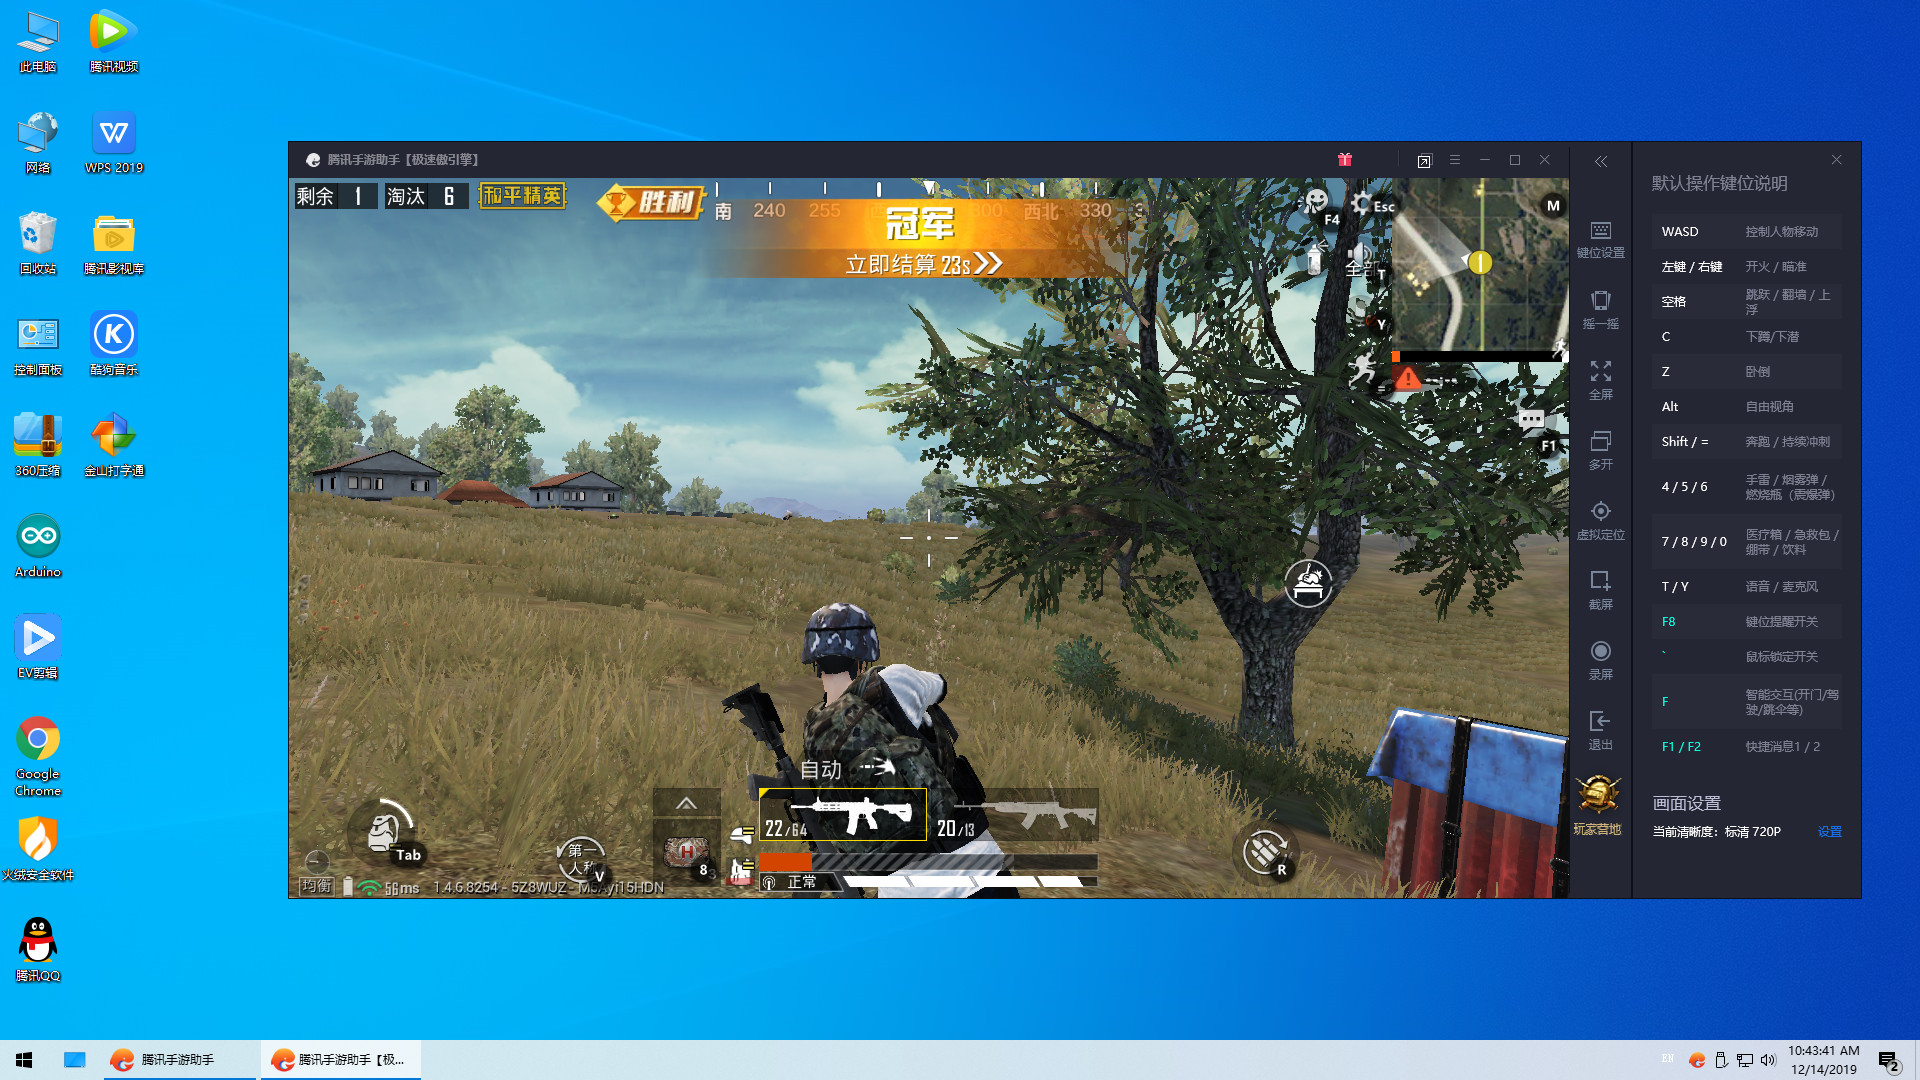 此电脑
腾讯视频
网络
WPS 2019
回收站
腾讯影视库
控制面板
酷狗音乐
360压缩
金山打字通
Arduino
EV剪辑
Google
Chrome
火绒安全软件
腾讯QQ
腾讯手游助手【极速傲引擎】
剩余 1 淘汰 6 和平精英
胜利
南 240 255 300 西北 330
冠军
立即结算 23s
F4
Esc
M
全部
T
Y
=
F1
自动
22/64
20/13
Tab
第一
人称
V
8
R
正常
均衡
56ms
1.4.6.8254 - 5Z8WUZ - M5Ayi15HDN
键位设置
摇一摇
全屏
多开
虚拟定位
截屏
录屏
退出
玩家营地
默认操作键位说明
WASD 控制人物移动
左键 / 右键 开火 / 瞄准
空格 跳跃 / 翻墙 / 上
浮
C 下蹲/下潜
Z 卧倒
Alt 自由视角
Shift / = 奔跑 / 持续冲刺
4 / 5 / 6 手雷 / 烟雾弹 /
燃烧瓶（震爆弹）
7 / 8 / 9 / 0 医疗箱 / 急救包 /
绷带 / 饮料
T / Y 语音 / 麦克风
F8 键位提醒开关
` 鼠标锁定开关
F 智能交互(开门/驾
驶/跳伞等)
F1 / F2 快捷消息1 / 2
画面设置
当前清晰度：标清 720P 设置
腾讯手游助手
腾讯手游助手【极...
EN
10:43:41 AM
12/14/2019
2